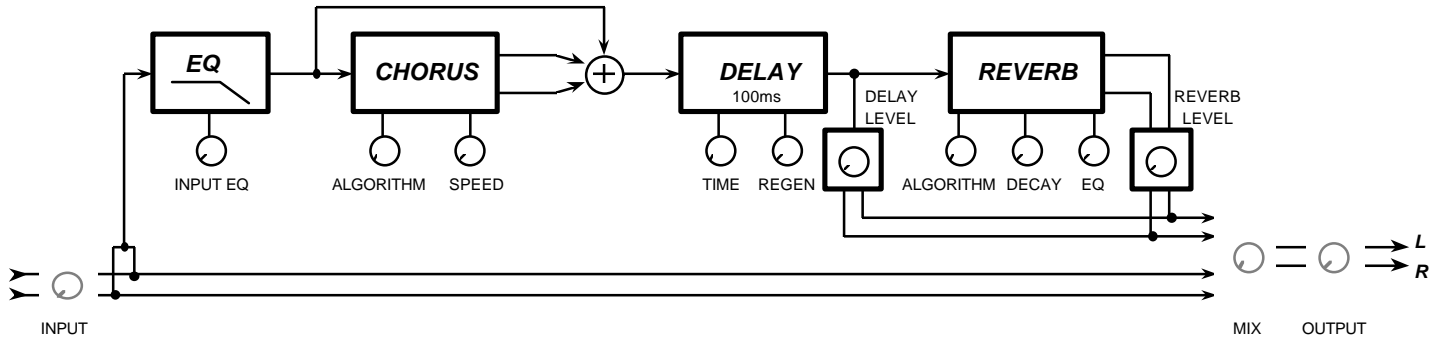 EQ
CHORUS
DELAY
100ms
REVERB
DELAY
LEVEL
REVERB
LEVEL
INPUT EQ
ALGORITHM
SPEED
TIME
REGEN
ALGORITHM
DECAY
EQ
L
R
INPUT
MIX
OUTPUT